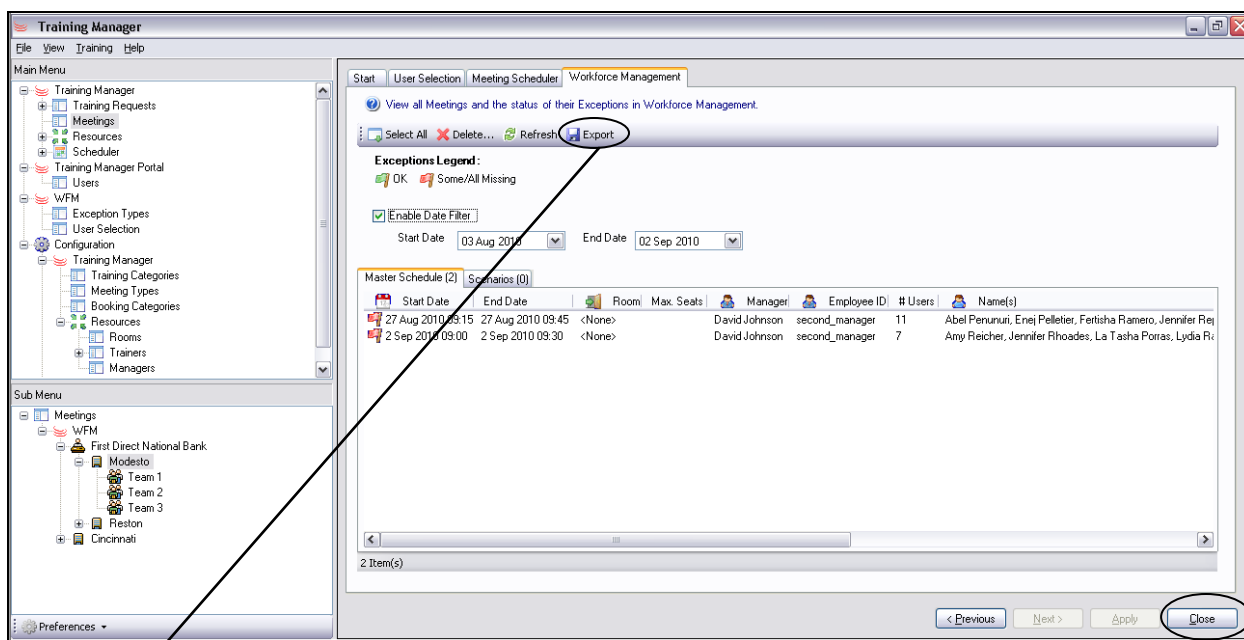 Training Manager
File View Training Help
Main Menu
Training Manager
Training Requests
Meetings
Resources
Scheduler
Training Manager Portal
Users
WFM
Exception Types
User Selection
Configuration
Training Manager
Training Categories
Meeting Types
Booking Categories
Resources
Rooms
Trainers
Managers
Sub Menu
Meetings
WFM
First Direct National Bank
Modesto
Team 1
Team 2
Team 3
Reston
Cincinnati
Preferences
Start User Selection Meeting Scheduler Workforce Management
View all Meetings and the status of their Exceptions in Workforce Management.
Select All Delete... Refresh Export
Exceptions Legend:
OK Some/All Missing
Enable Date Filter
Start Date 03 Aug 2010 End Date 02 Sep 2010
Master Schedule (2) Scenarios (0)
Start Date End Date Room Max. Seats Manager Employee ID # Users Name(s)
27 Aug 2010 09:15 27 Aug 2010 09:45 <None> David Johnson second_manager 11 Abel Penunuri, Enej Pelletier, Fertisha Ramero, Jennifer
2 Sep 2010 09:00 2 Sep 2010 09:30 <None> David Johnson second_manager 7 Amy Reicher, Jennifer Rhoades, La Tasha Porras, Lydia
2 Item(s)
< Previous Next > Apply Close